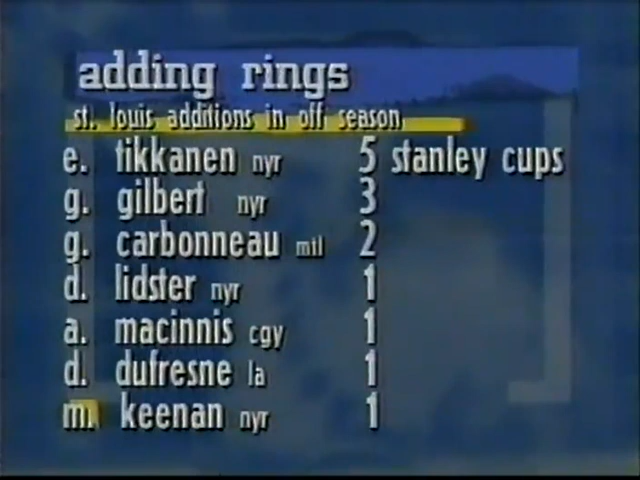 adding rings
st. louis additions in off season
e. tikkanen nyr 5 stanley cups
g. gilbert nyr 3
g. carbonneau mtl 2
d. lidster nyr 1
a. macinnis cgy 1
d. dufresne la 1
m. keenan nyr 1